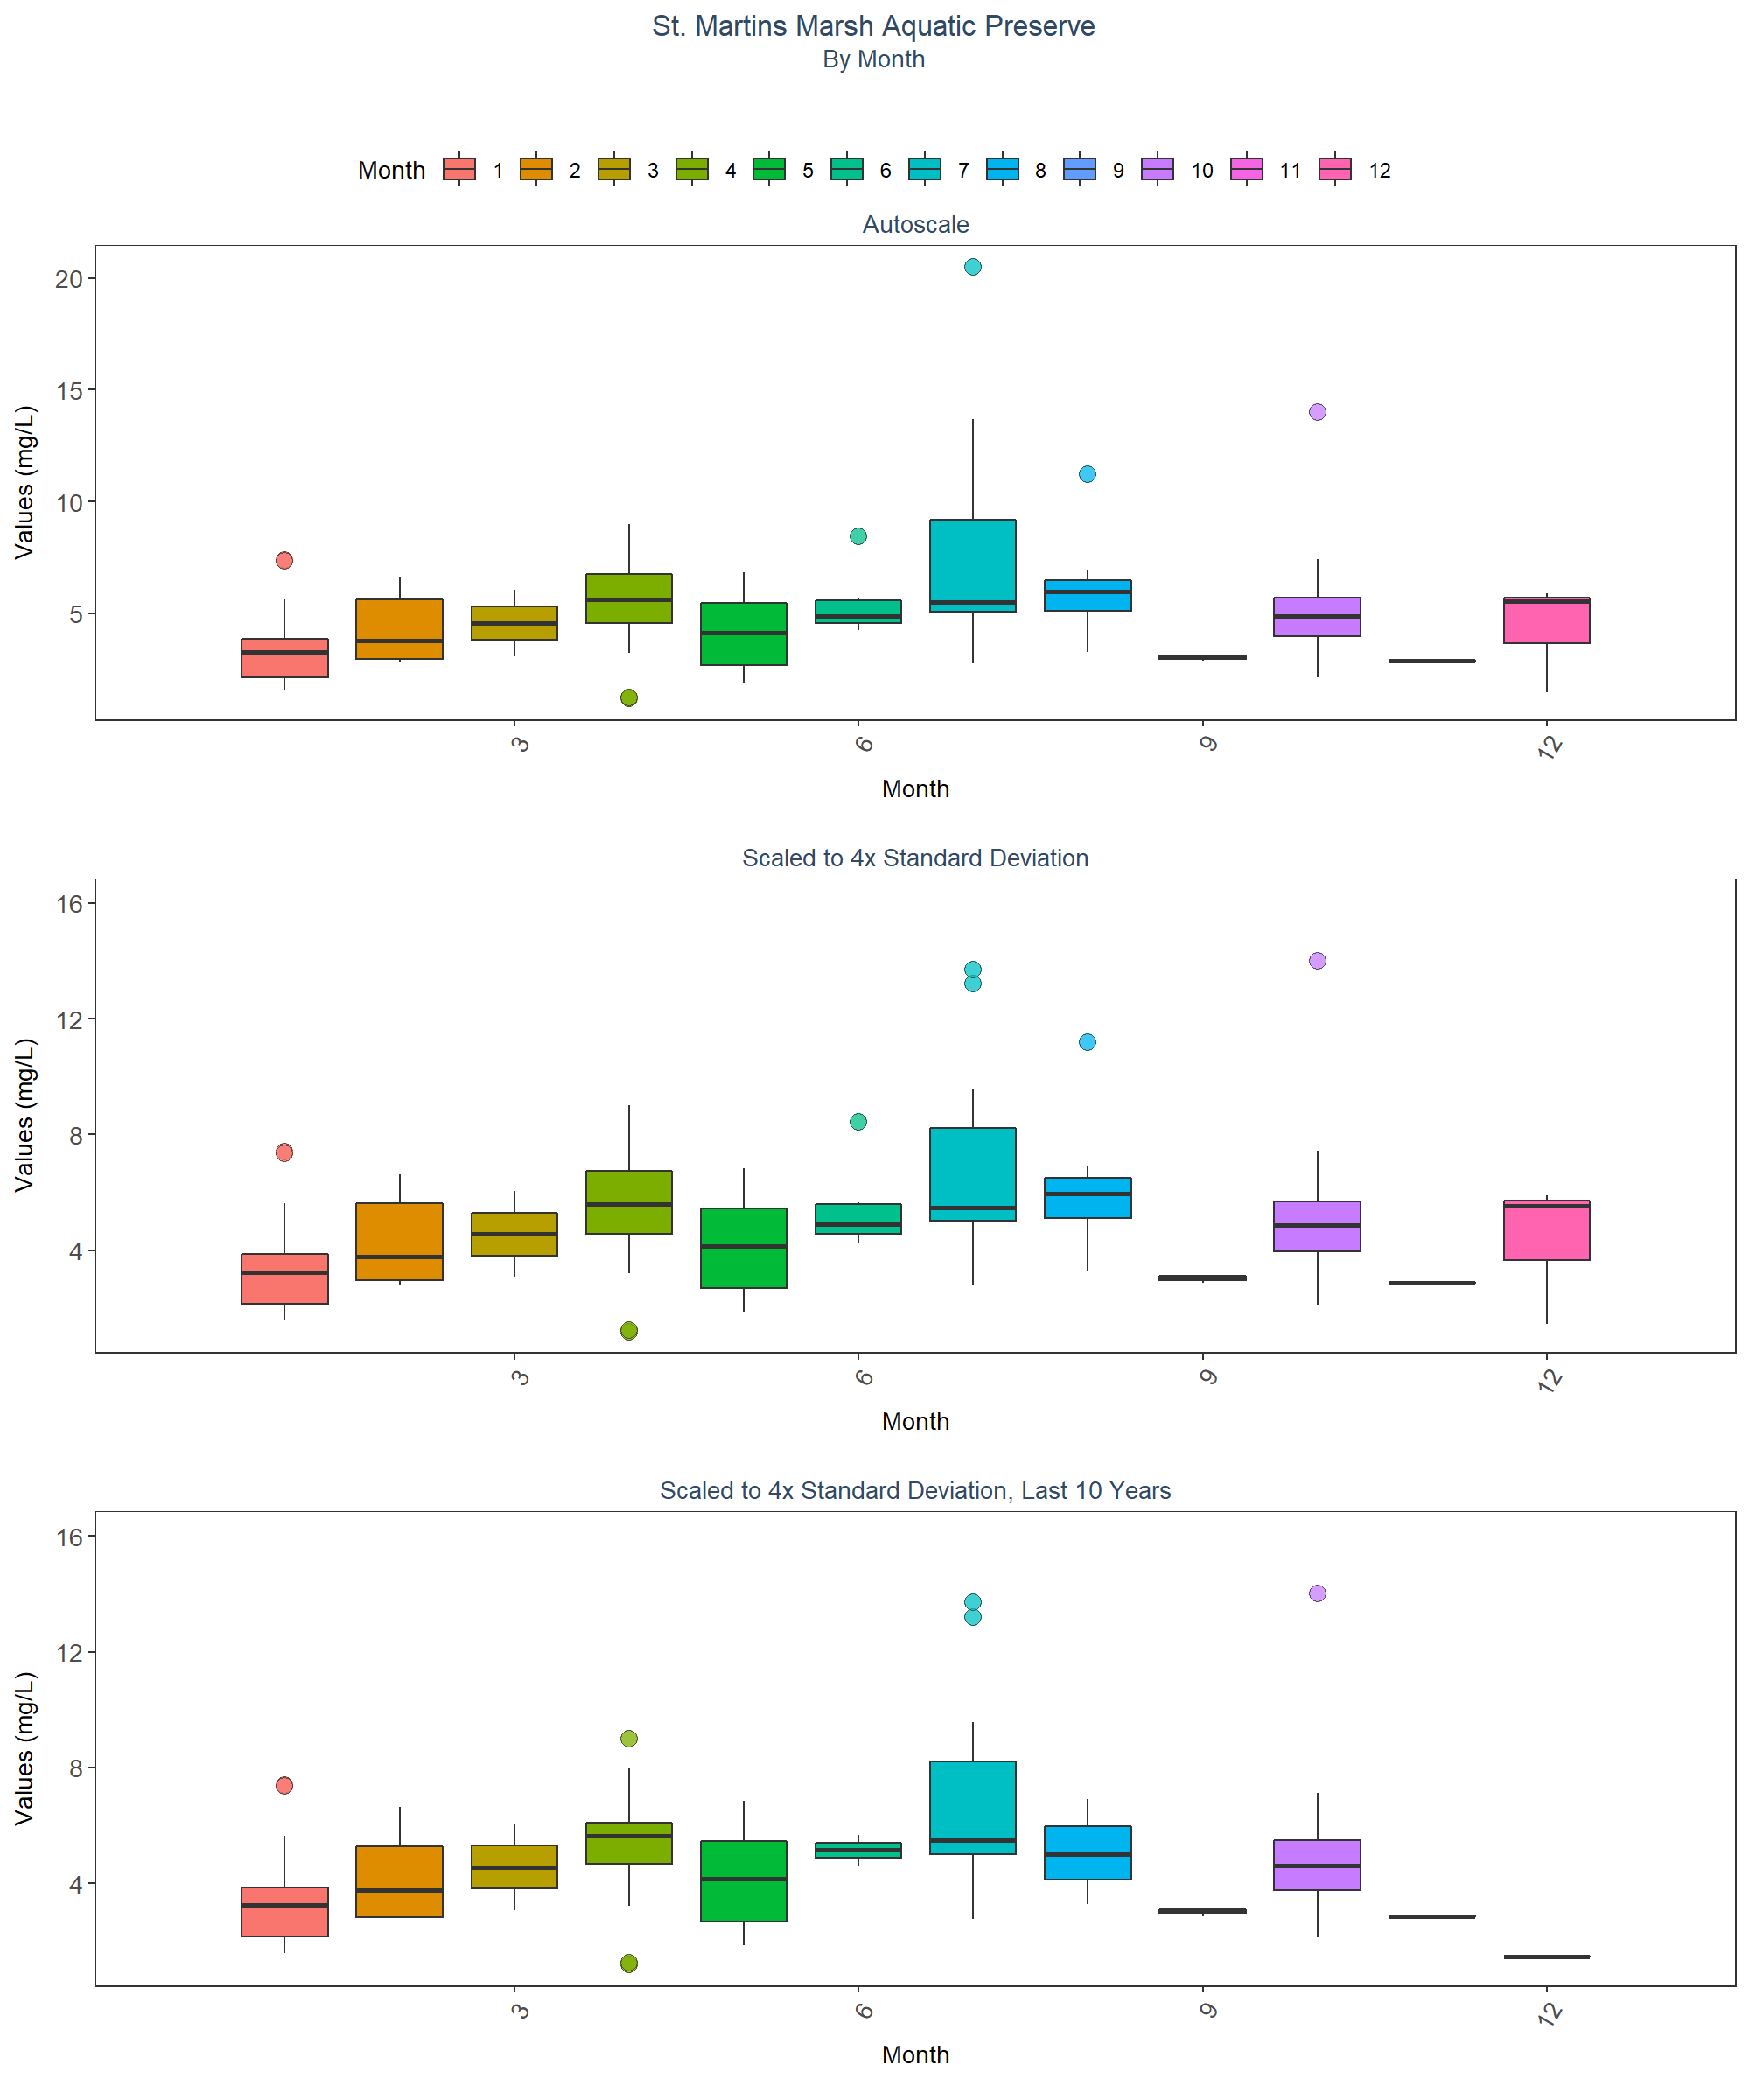 St. Martins Marsh Aquatic Preserve
By Month
Month 1 2 3 4 5 6 7 8 9 10 11 12
Autoscale
Values (mg/L)
20
15
10
5
3 6 9 12
Month
Scaled to 4x Standard Deviation
Values (mg/L)
16
12
8
4
3 6 9 12
Month
Scaled to 4x Standard Deviation, Last 10 Years
Values (mg/L)
16
12
8
4
3 6 9 12
Month